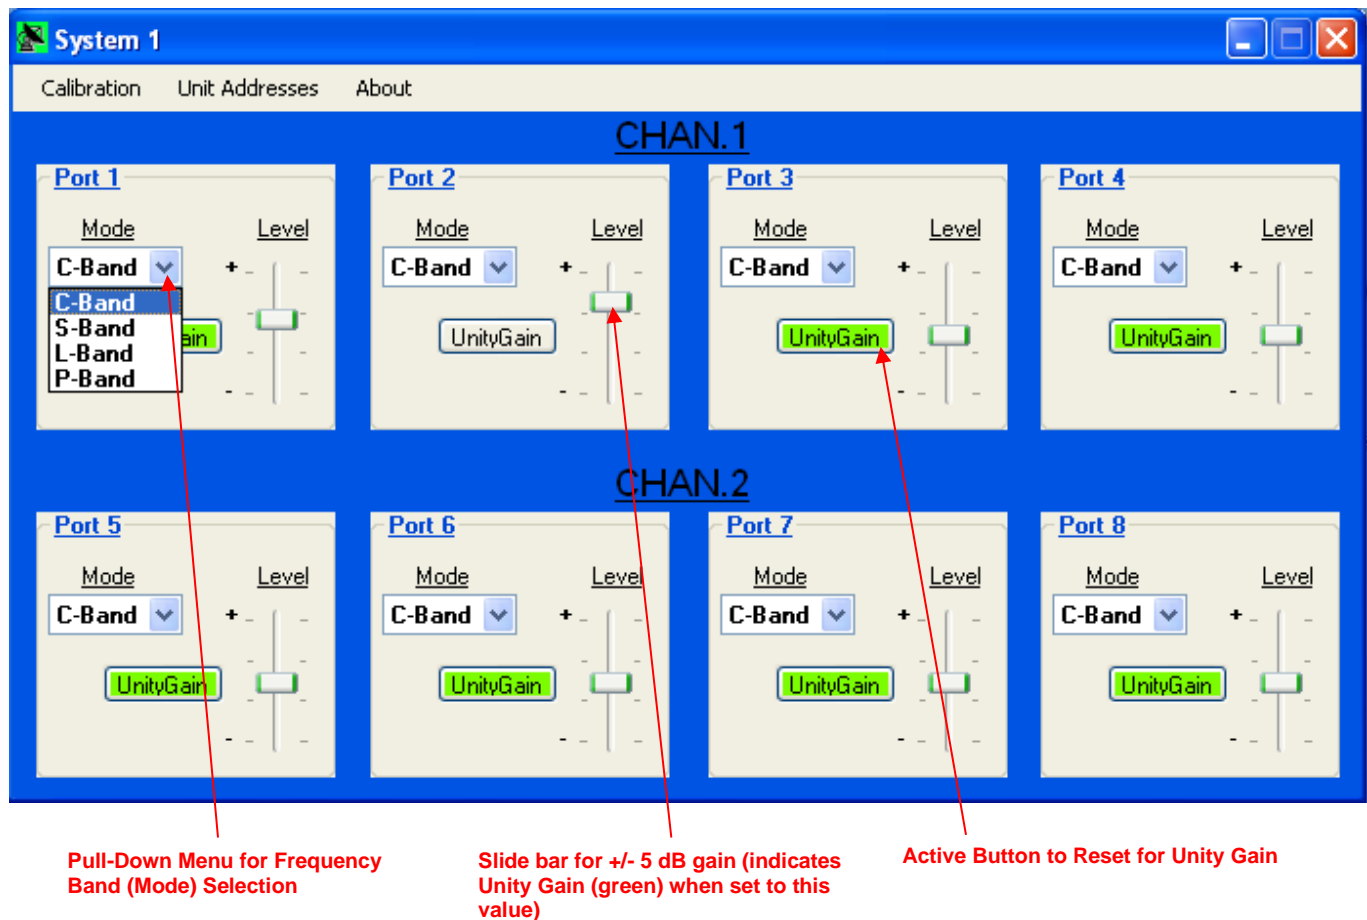 System 1
Calibration Unit Addresses About
CHAN.1
Port 1 Port 2 Port 3 Port 4
Mode Level Mode Level Mode Level Mode Level
C-Band + C-Band + C-Band + C-Band +
C-Band
S-Band
ain UnityGain UnityGain UnityGain
L-Band
P-Band
- - - -
CHAN.2
Port 5 Port 6 Port 7 Port 8
Mode Level Mode Level Mode Level Mode Level
C-Band + C-Band + C-Band + C-Band +
UnityGain UnityGain UnityGain UnityGain
- - - -
Pull-Down Menu for Frequency
Band (Mode) Selection
Slide bar for +/- 5 dB gain (indicates
Unity Gain (green) when set to this
value)
Active Button to Reset for Unity Gain